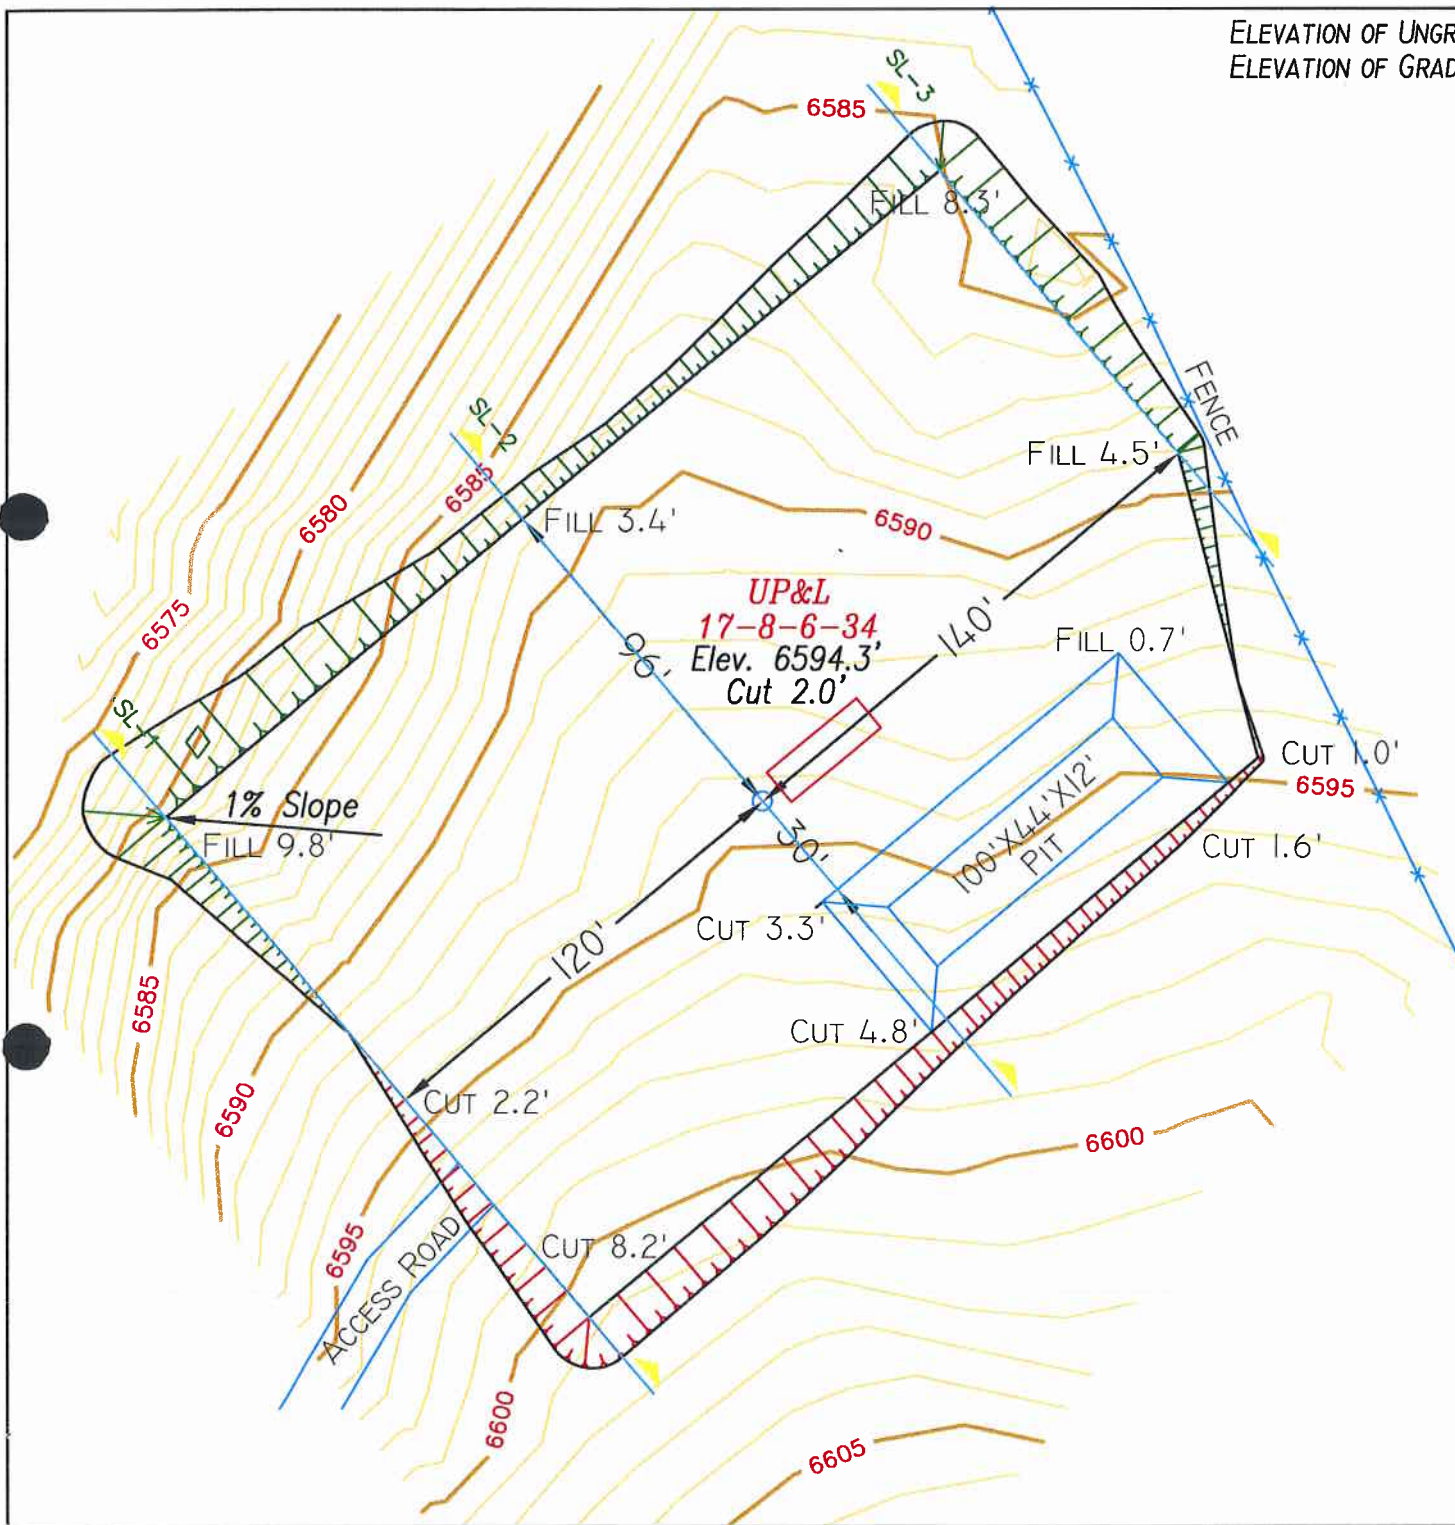 ELEVATION OF UNGR
ELEVATION OF GRAD
SL-3
6585
FILL 8.3'
FENCE
SL-2
6585
FILL 4.5'
6580
FILL 3.4'
6590
6575
UP&L
17-8-6-34
Elev. 6594.3'
Cut 2.0'
96'
140'
FILL 0.7'
SL-1
CUT 1.0'
6595
1% Slope
FILL 9.8'
30'
100'X44'X12'
PIT
CUT 1.6'
CUT 3.3'
120'
6585
CUT 4.8'
6590
CUT 2.2'
6600
6595
ACCESS ROAD
CUT 8.2'
6600
6605